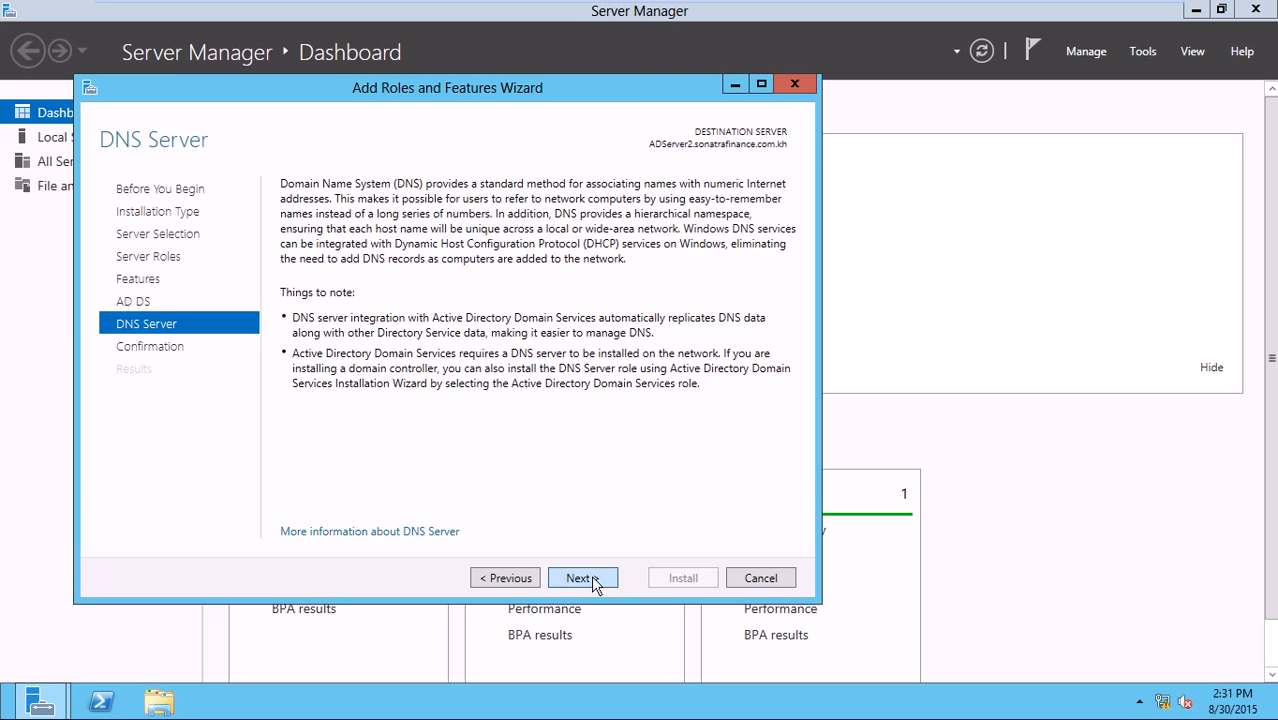 Server Manager
Server Manager ‣ Dashboard
Manage
Tools
View
Help
Add Roles and Features Wizard
DNS Server
DESTINATION SERVER
ADServer2.sonatrafinance.com.kh
Dashb
Local S
All Ser
File an
Before You Begin
Installation Type
Server Selection
Server Roles
Features
AD DS
DNS Server
Confirmation
Results
Domain Name System (DNS) provides a standard method for associating names with numeric Internet
addresses. This makes it possible for users to refer to network computers by using easy-to-remember
names instead of a long series of numbers. In addition, DNS provides a hierarchical namespace,
ensuring that each host name will be unique across a local or wide-area network. Windows DNS services
can be integrated with Dynamic Host Configuration Protocol (DHCP) services on Windows, eliminating
the need to add DNS records as computers are added to the network.
Things to note:
• DNS server integration with Active Directory Domain Services automatically replicates DNS data
along with other Directory Service data, making it easier to manage DNS.
• Active Directory Domain Services requires a DNS server to be installed on the network. If you are
installing a domain controller, you can also install the DNS Server role using Active Directory Domain
Services Installation Wizard by selecting the Active Directory Domain Services role.
More information about DNS Server
Hide
1
< Previous
Next >
Install
Cancel
BPA results
Performance
BPA results
Performance
BPA results
2:31 PM
8/30/2015